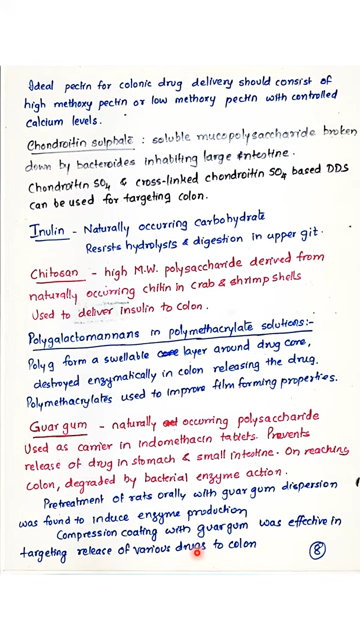 Ideal pectin for colonic drug delivery should consist of
high methoxy pectin or low methoxy pectin with controlled
calcium levels.
Chondroitin sulphate : soluble mucopolysaccharide broken
down by bacteroides inhabiting large intestine.
Chondroitin SO4 & cross-linked chondroitin SO4 based DDS
can be used for targeting colon.
Inulin - Naturally occurring carbohydrate
Resists hydrolysis & digestion in upper git.
Chitosan - high M.W. polysaccharide derived from
naturally occuring chitin in crab & shrimp shells
Used to deliver insulin to colon.
Polygalactomannans in polymethacrylate solutions:-
Polyg form a swellable layer around drug core,
destroyed enzymatically in colon releasing the drug.
Polymethacrylates used to improve film forming properties.
Guar gum - naturally occuring polysaccharide
Used as carrier in Indomethacin tablets. Prevents
release of drug in stomach & small intestine. On reaching
colon, degraded by bacterial enzyme action.
Pretreatment of rats orally with guar gum dispersion
was found to induce enzyme production
Compression coating with guar gum was effective in
targeting release of various drugs to colon
8